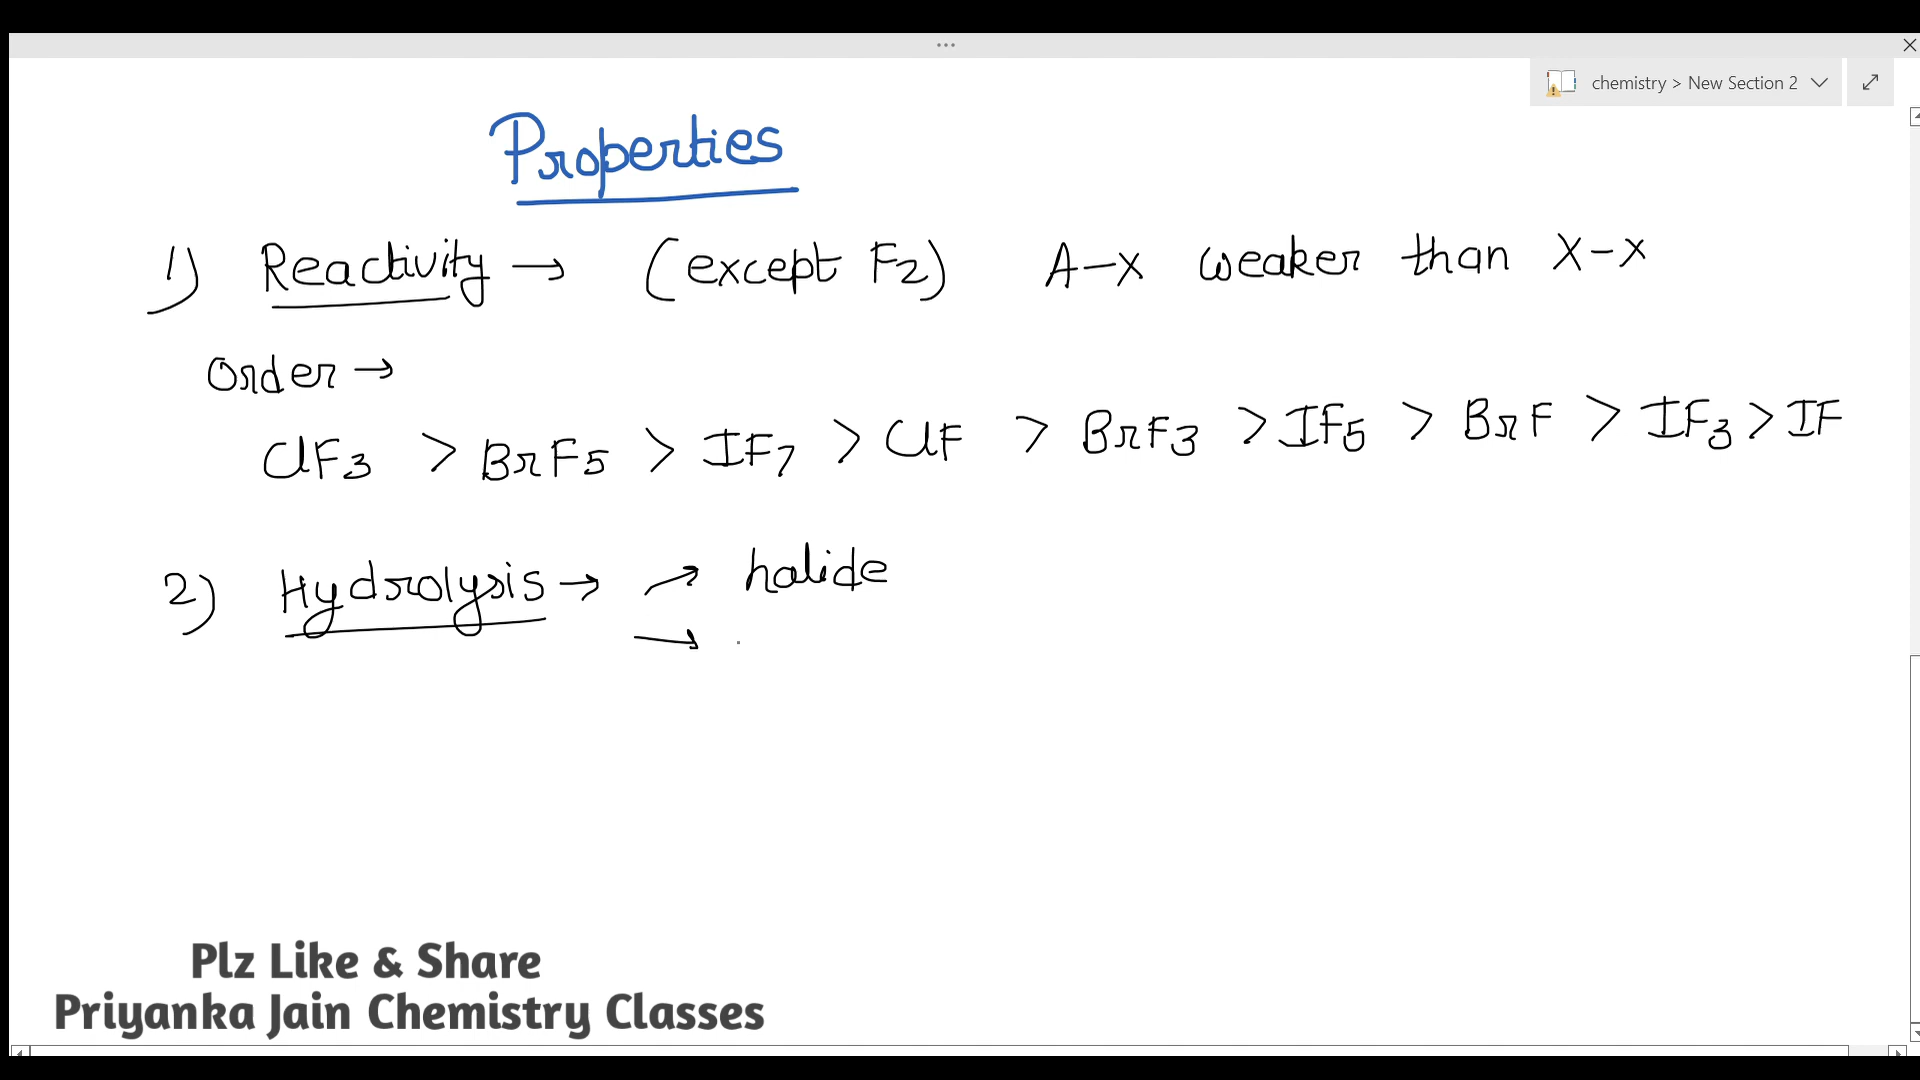 chemistry > New Section 2
Properties
1) Reactivity → (except F2) A-X weaker than X-X
Order →
ClF3 > BrF5 > IF7 > ClF > BrF3 > IF5 > BrF > IF3 > IF
2) Hydrolysis → → halide
→
Plz Like & Share
Priyanka Jain Chemistry Classes